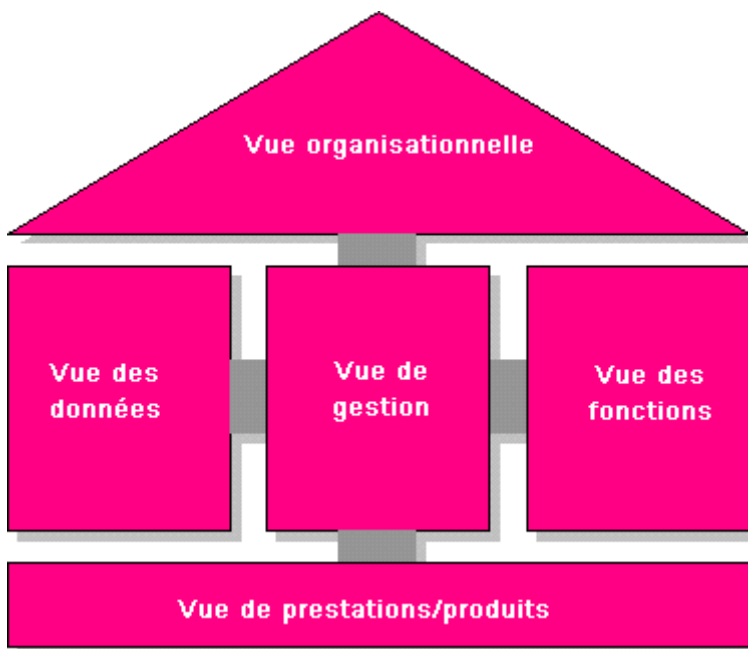 Vue organisationnelle
Vue des
données
Vue de
gestion
Vue des
fonctions
Vue de prestations/produits